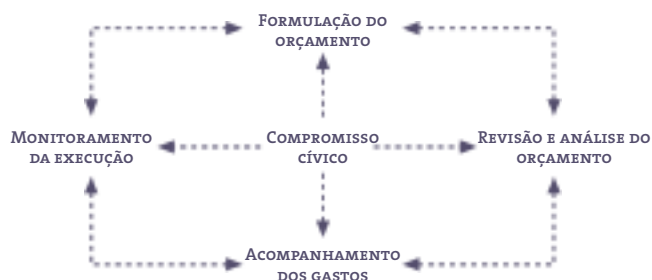 Formulação do
orçamento
Monitoramento
da execução
Compromisso
cívico
Revisão e análise do
orçamento
Acompanhamento
dos gastos